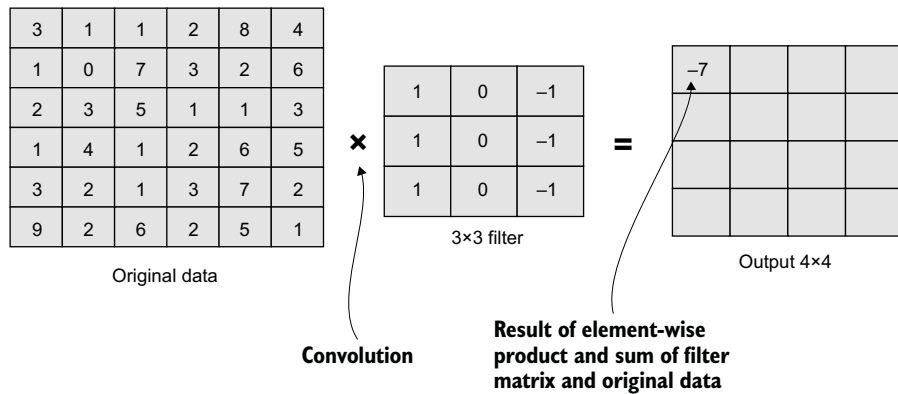 3 1 1 2 8 4
1 0 7 3 2 6
2 3 5 1 1 3
1 4 1 2 6 5
3 2 1 3 7 2
9 2 6 2 5 1
Original data
×
1 0 –1
1 0 –1
1 0 –1
3×3 filter
=
–7
Output 4×4
Convolution
Result of element-wise
product and sum of filter
matrix and original data